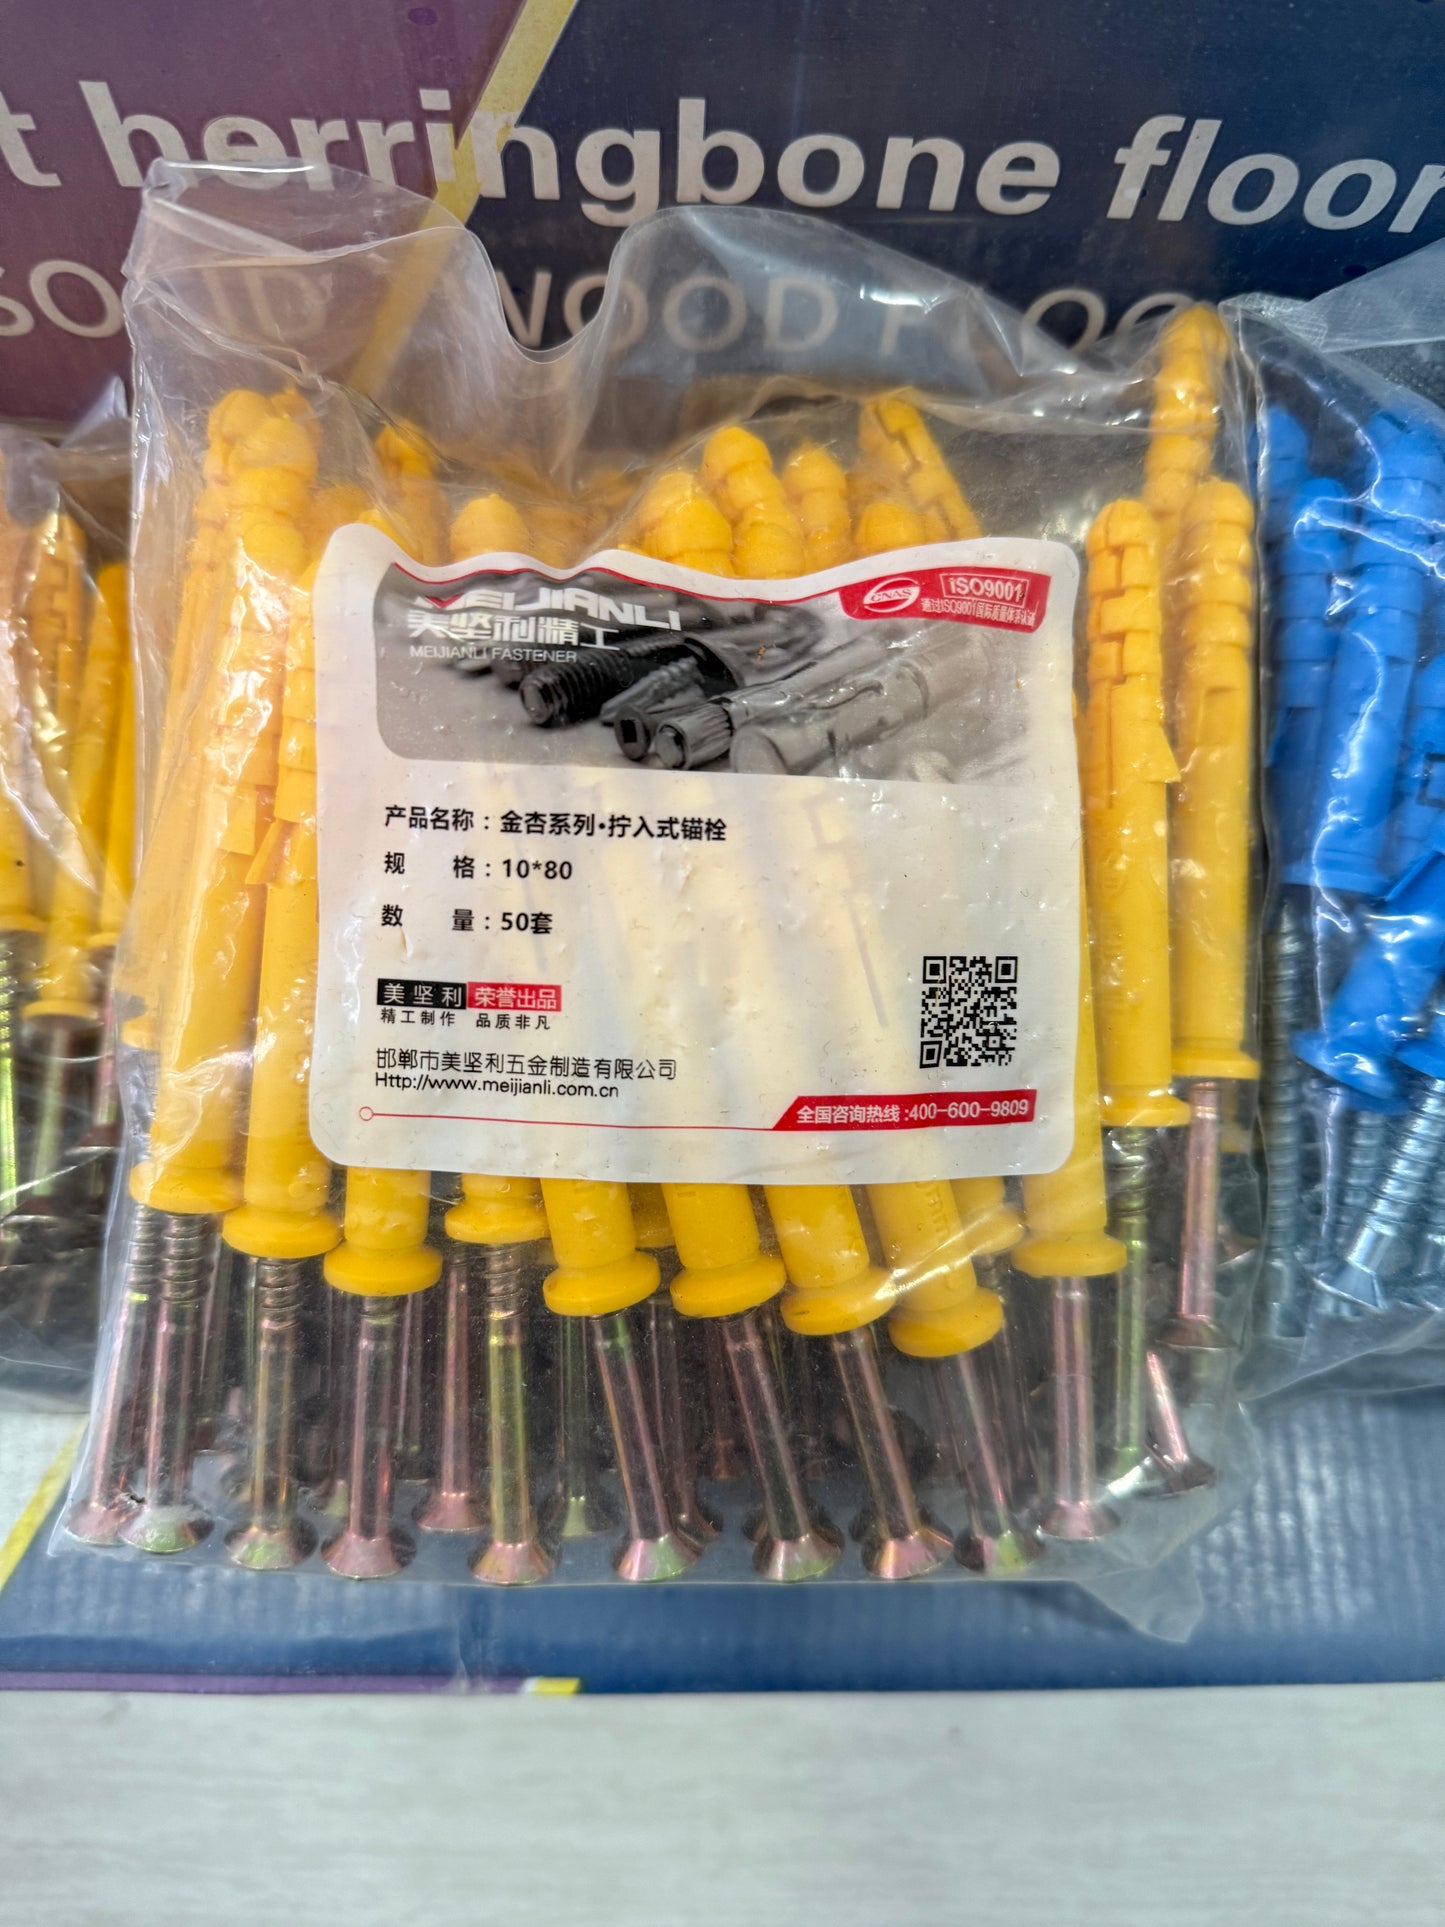 t herringbone floor
SOLID WOOD FLOO
MEIJIANLI
美坚利精工
MEIJIANLI FASTENER
CNAS
ISO9001
通过ISO9001国际质量体系认证
产品名称：金杏系列•拧入式锚栓
规 格：10*80
数 量：50套
美坚利 荣誉出品
精工制作 品质非凡
邯郸市美坚利五金制造有限公司
Http://www.meijianli.com.cn
全国咨询热线:400-600-9809